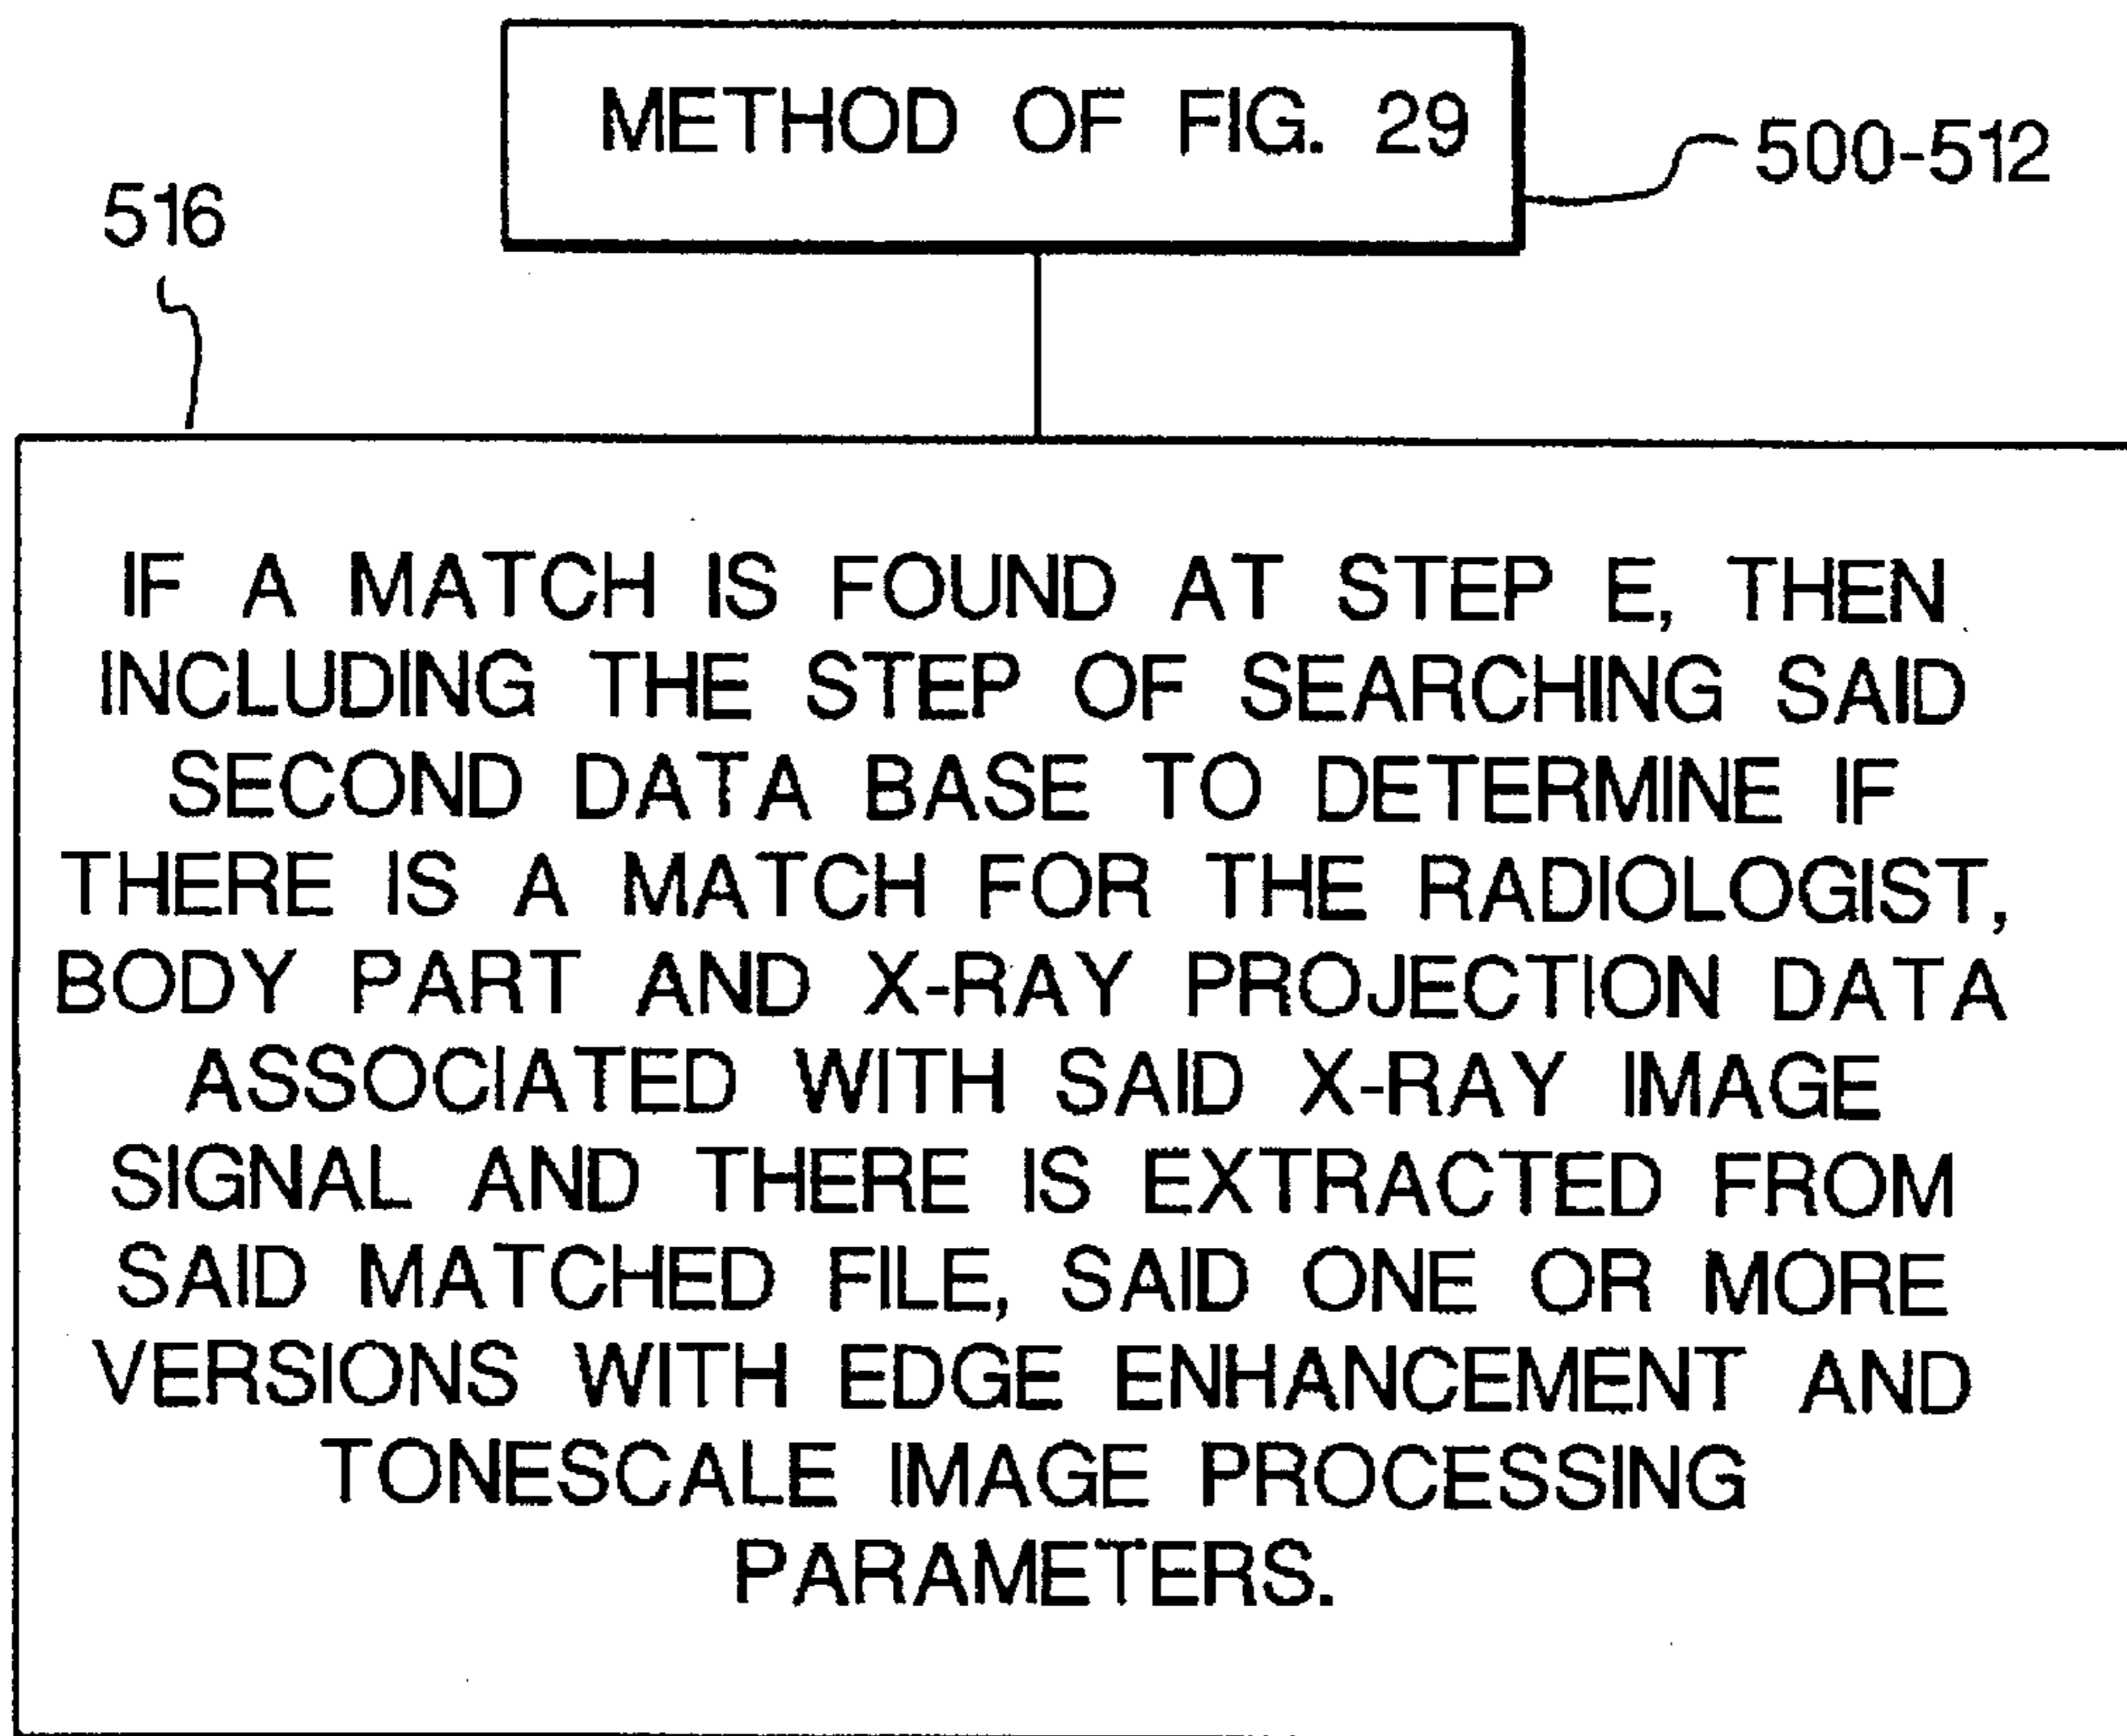 METHOD OF FIG. 29
500-512
516
IF A MATCH IS FOUND AT STEP E, THEN
INCLUDING THE STEP OF SEARCHING SAID
SECOND DATA BASE TO DETERMINE IF
THERE IS A MATCH FOR THE RADIOLOGIST,
BODY PART AND X-RAY PROJECTION DATA
ASSOCIATED WITH SAID X-RAY IMAGE
SIGNAL AND THERE IS EXTRACTED FROM
SAID MATCHED FILE, SAID ONE OR MORE
VERSIONS WITH EDGE ENHANCEMENT AND
TONESCALE IMAGE PROCESSING
PARAMETERS.